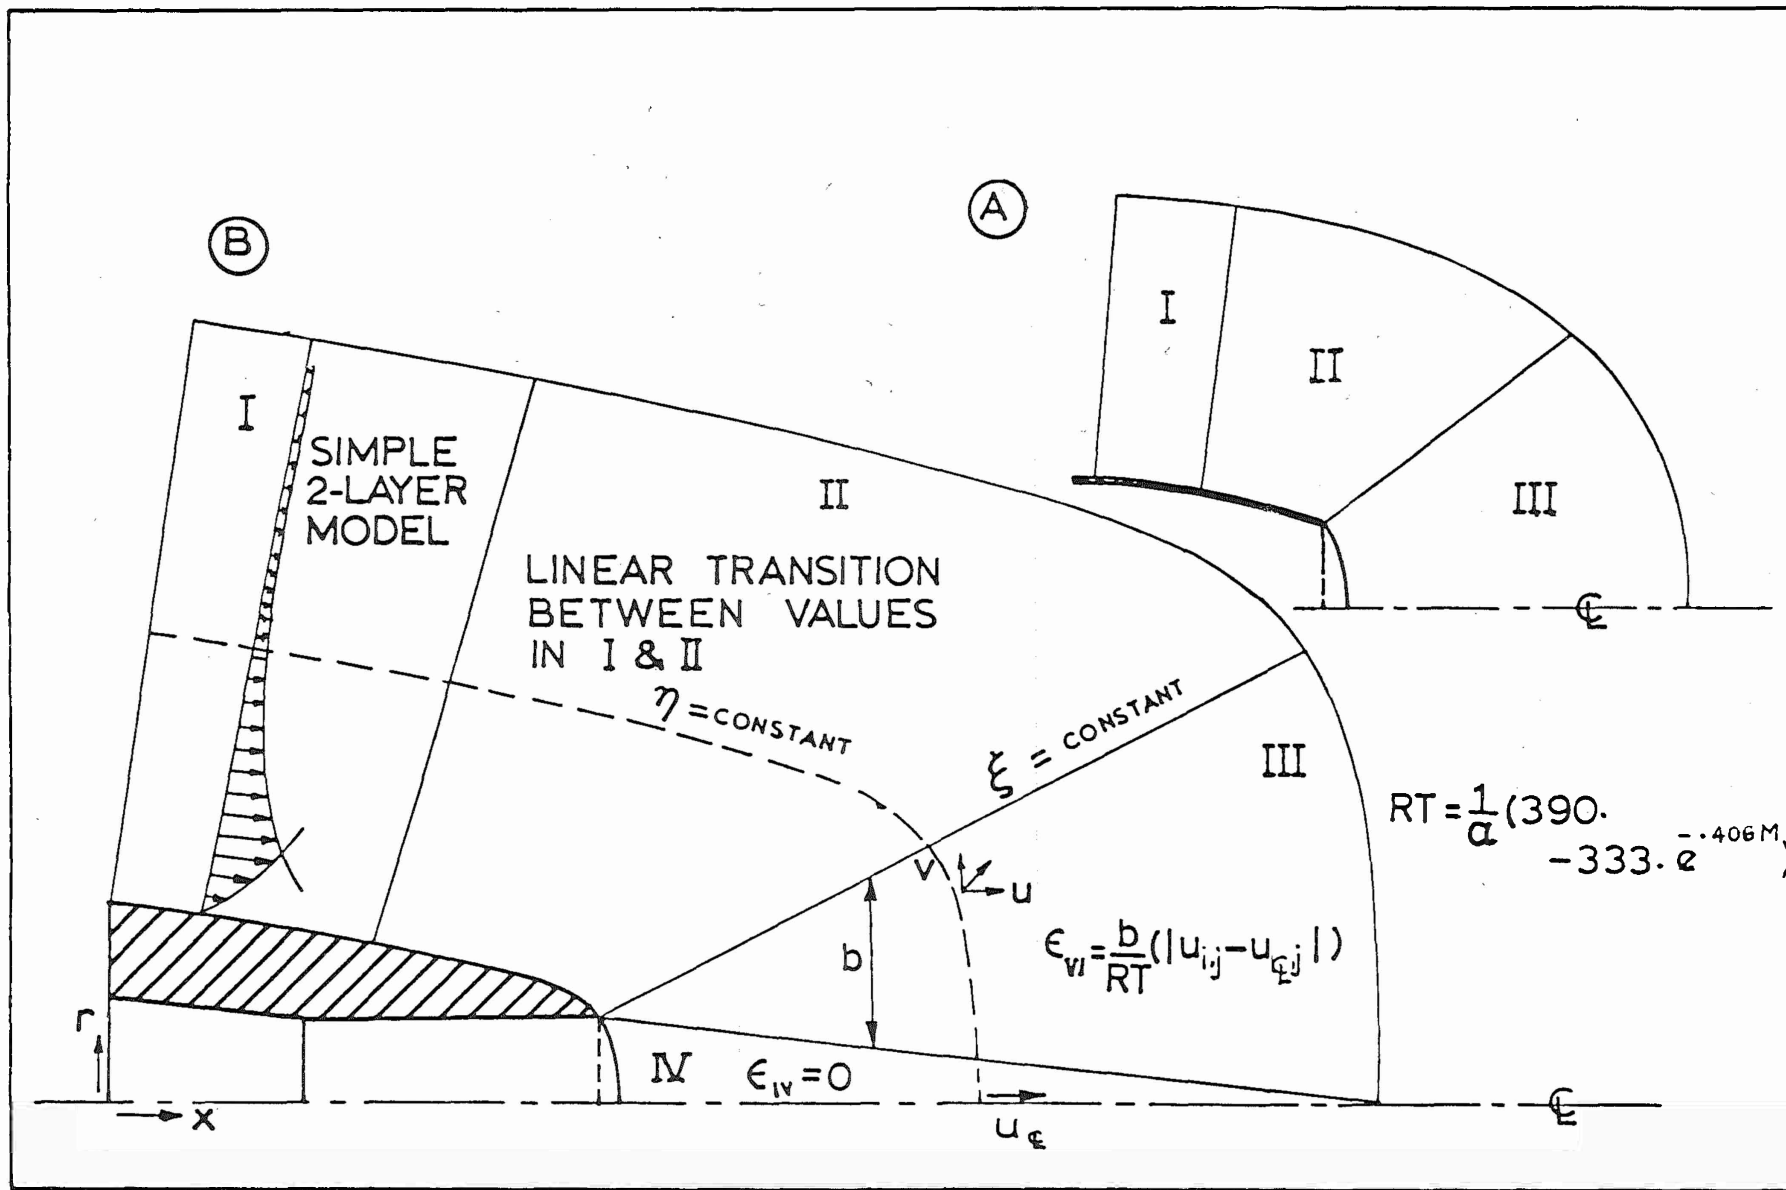 A
B
I
I
II
III
SIMPLE
2-LAYER
MODEL
II
LINEAR TRANSITION
BETWEEN VALUES
IN I & II
η = CONSTANT
ξ = CONSTANT
III
RT = 1/α (390.
-333. e^-.406M)
V
u
b
ϵ_VI = b/RT (|u_i,j - u_℄,j|)
r
IV
ϵ_IV = 0
x
u_℄
℄
℄